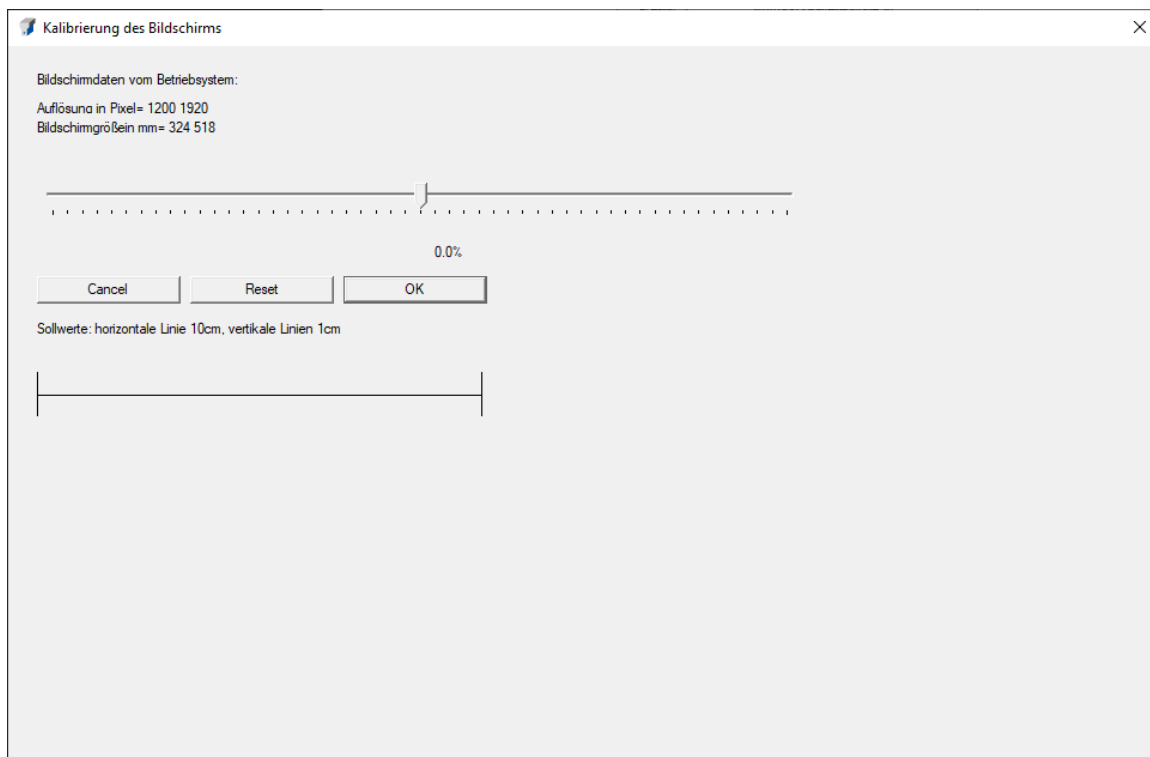 Kalibrierung des Bildschirms
Bildschirmdaten vom Betriebsystem:
Auflösung in Pixel= 1200 1920
Bildschirmgrößein mm= 324 518
0.0%
Cancel Reset OK
Sollwerte: horizontale Linie 10cm, vertikale Linien 1cm